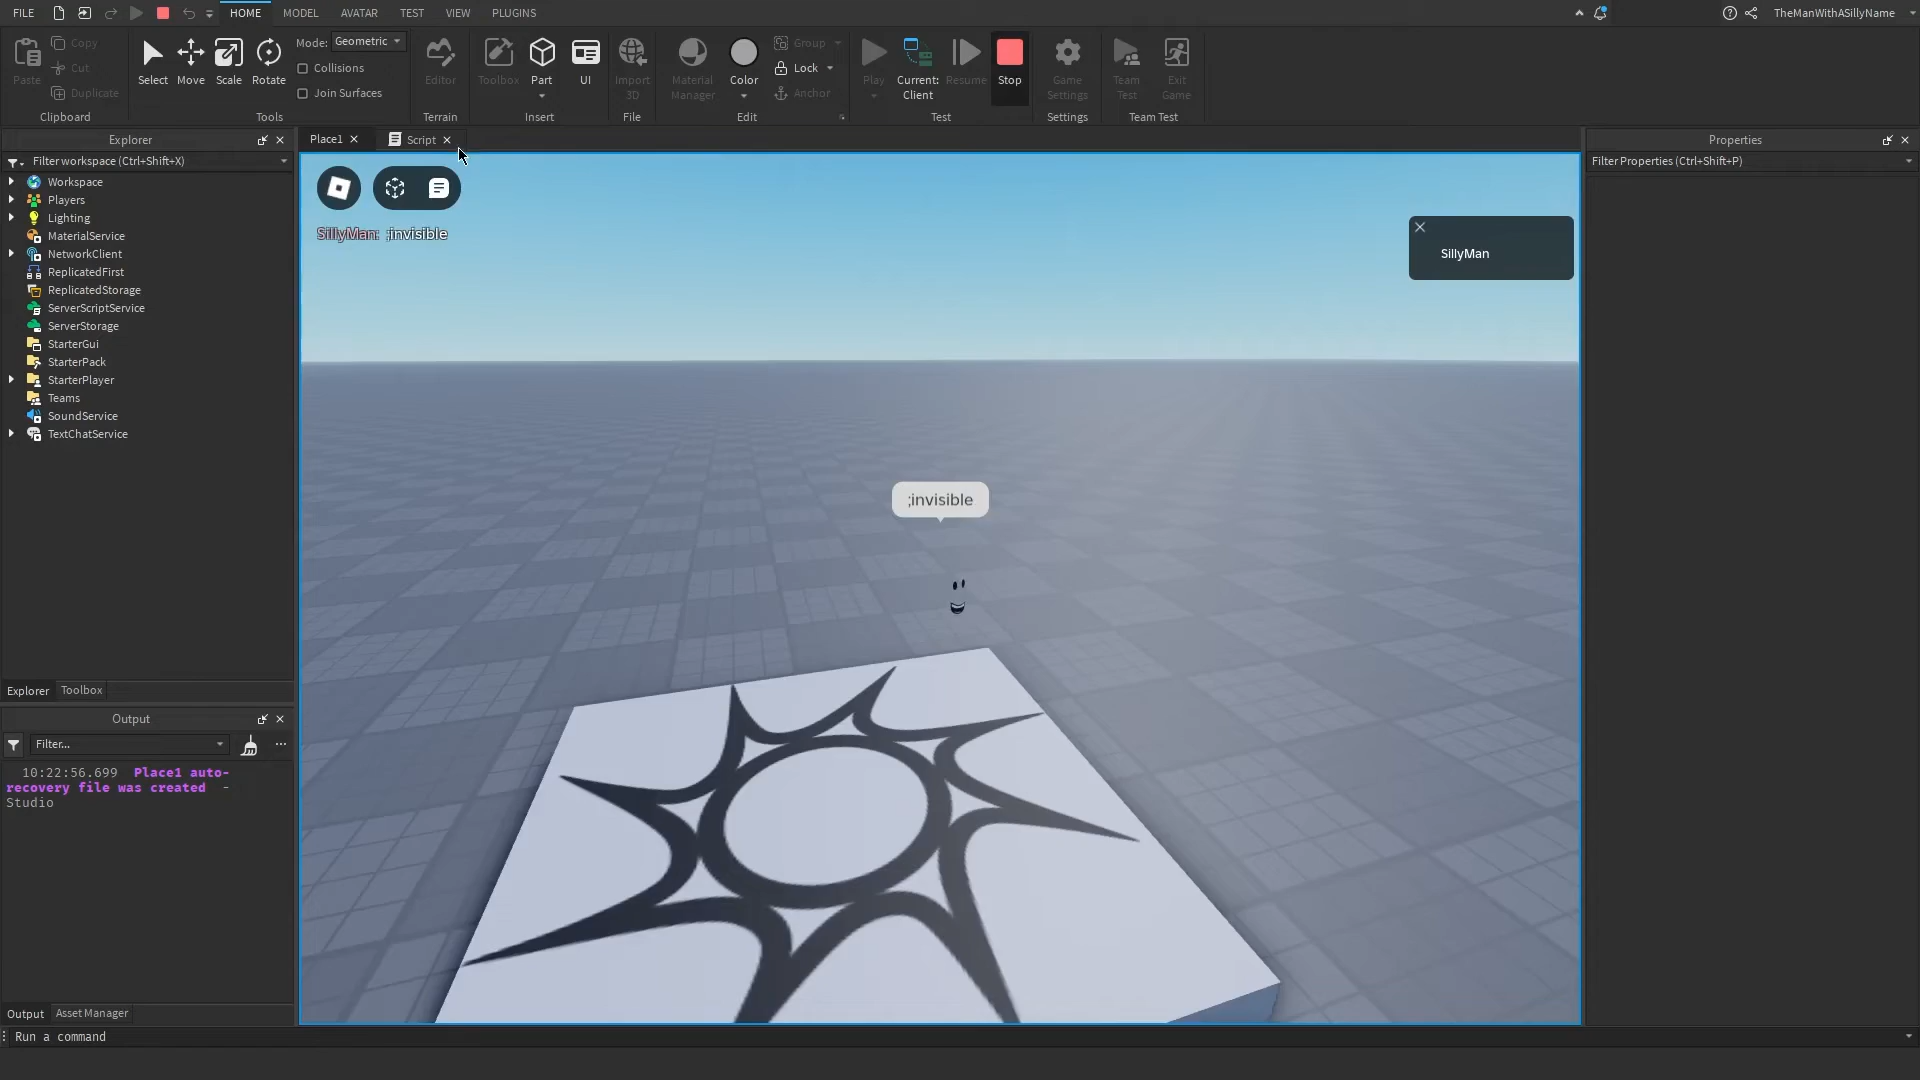 FILE
HOME
MODEL
AVATAR
TEST
VIEW
PLUGINS
TheManWithASillyName
Paste
Copy
Cut
Duplicate
Clipboard
Select
Move
Scale
Rotate
Mode: Geometric
Collisions
Join Surfaces
Tools
Editor
Terrain
Toolbox
Part
UI
Insert
Import
3D
File
Material
Manager
Color
Group
Lock
Anchor
Edit
Play
Current:
Client
Resume
Stop
Test
Game
Settings
Settings
Team
Test
Exit
Game
Team Test
Explorer
Filter workspace (Ctrl+Shift+X)
Workspace
Players
Lighting
MaterialService
NetworkClient
ReplicatedFirst
ReplicatedStorage
ServerScriptService
ServerStorage
StarterGui
StarterPack
StarterPlayer
Teams
SoundService
TextChatService
Explorer
Toolbox
Output
Filter...
10:22:56.699 Place1 auto-
recovery file was created -
Studio
Output
Asset Manager
Run a command
Place1
Script
SillyMan: ;invisible
SillyMan
;invisible
Properties
Filter Properties (Ctrl+Shift+P)